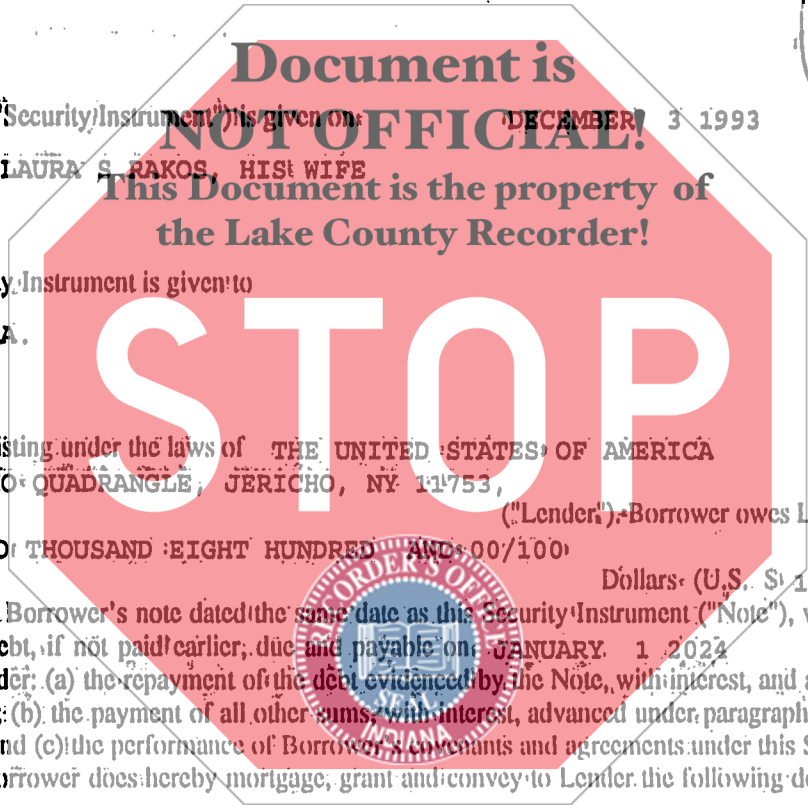 Document is
NOT OFFICIAL!
This Document is the property of
the Lake County Recorder!
STOP
Security Instrument") is given on DECEMBER 3 1993
LAURA S RAKOS, HIS WIFE
y Instrument is given to
A.
isting under the laws of THE UNITED STATES OF AMERICA
O QUADRANGLE, JERICHO, NY 11753,
("Lender"). Borrower owes L
THOUSAND EIGHT HUNDRED AND 00/100
Dollars (U.S. $ 1
Borrower's note dated the same date as this Security Instrument ("Note"), w
ebt, if not paid earlier, due and payable on JANUARY 1 2024
der: (a) the repayment of the debt evidenced by the Note, with interest, and a
; (b) the payment of all other sums, with interest, advanced under paragraph
nd (c) the performance of Borrower's covenants and agreements under this S
orrower does hereby mortgage, grant and convey to Lender the following de
RECORDER'S OFFICE
SEAL
INDIANA